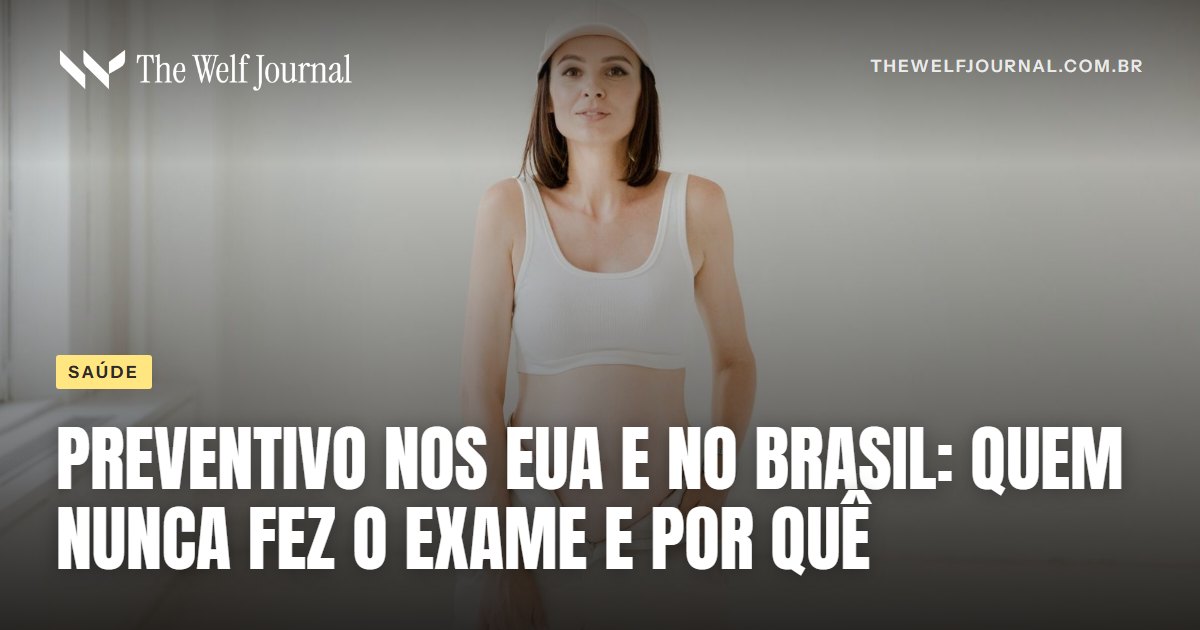 The Welf Journal
THEWELFJOURNAL.COM.BR
SAÚDE
PREVENTIVO NOS EUA E NO BRASIL: QUEM
NUNCA FEZ O EXAME E POR QUÊ